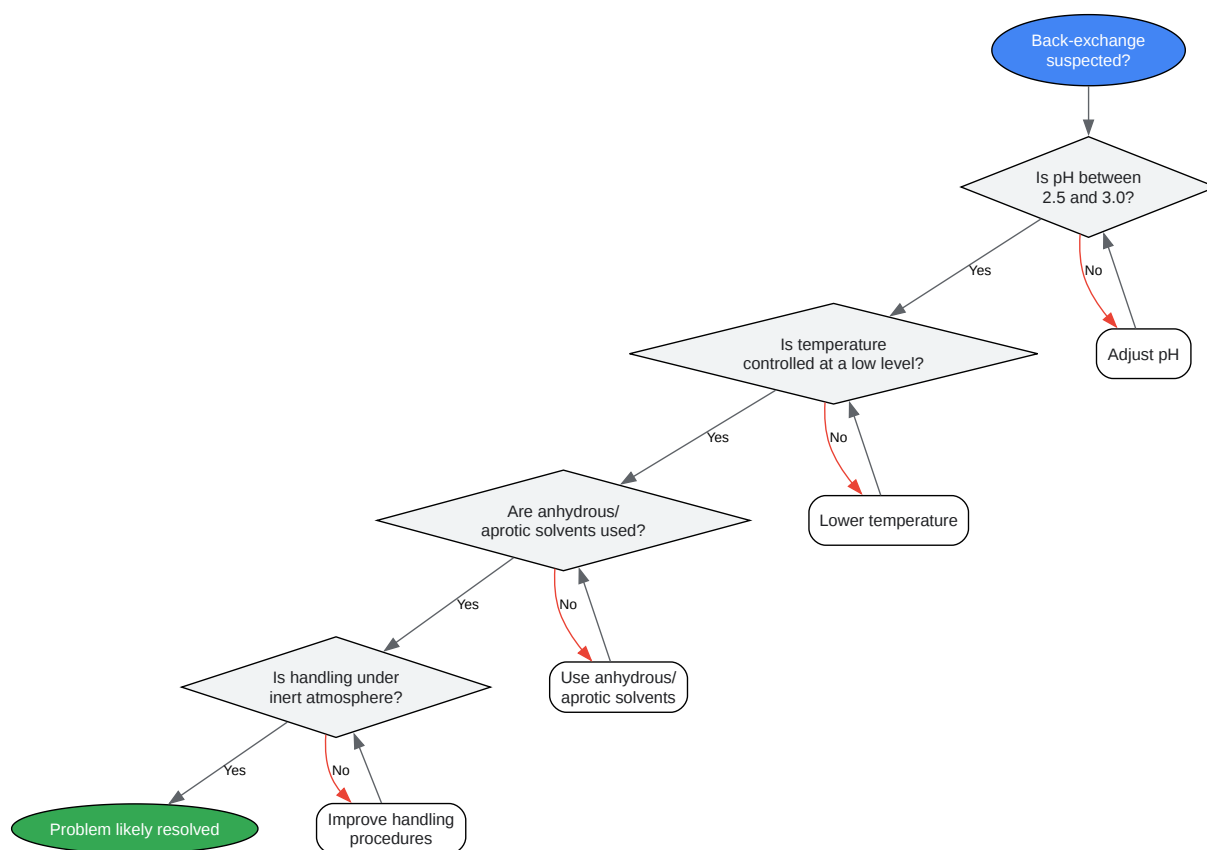 Back-exchange
suspected?
Is pH between
2.5 and 3.0?
Yes
No
Adjust pH
Is temperature
controlled at a low level?
Yes
No
Lower temperature
Are anhydrous/
aprotic solvents used?
Yes
No
Use anhydrous/
aprotic solvents
Is handling under
inert atmosphere?
Yes
No
Improve handling
procedures
Problem likely resolved